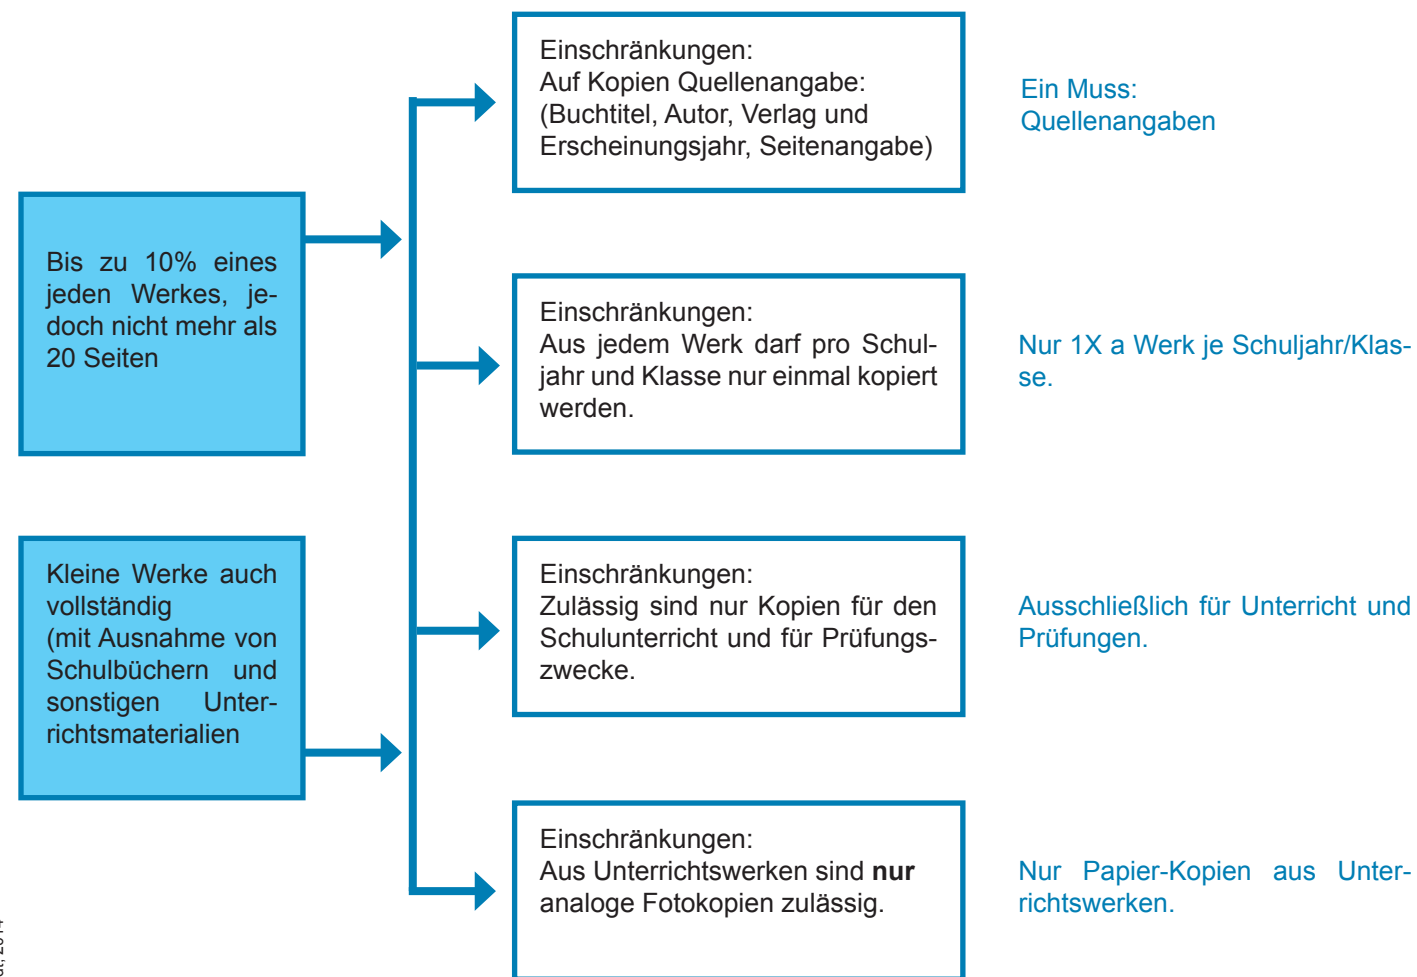 Einschränkungen:
Auf Kopien Quellenangabe:
(Buchtitel, Autor, Verlag und
Erscheinungsjahr, Seitenangabe)
Ein Muss:
Quellenangaben
Bis zu 10% eines
jeden Werkes, je-
doch nicht mehr als
20 Seiten
Einschränkungen:
Aus jedem Werk darf pro Schul-
jahr und Klasse nur einmal kopiert
werden.
Nur 1X a Werk je Schuljahr/Klas-
se.
Kleine Werke auch
vollständig
(mit Ausnahme von
Schulbüchern und
sonstigen Unter-
richtsmaterialien
Einschränkungen:
Zulässig sind nur Kopien für den
Schulunterricht und für Prüfungs-
zwecke.
Ausschließlich für Unterricht und
Prüfungen.
Einschränkungen:
Aus Unterrichtswerken sind nur
analoge Fotokopien zulässig.
Nur Papier-Kopien aus Unter-
richtswerken.
2014